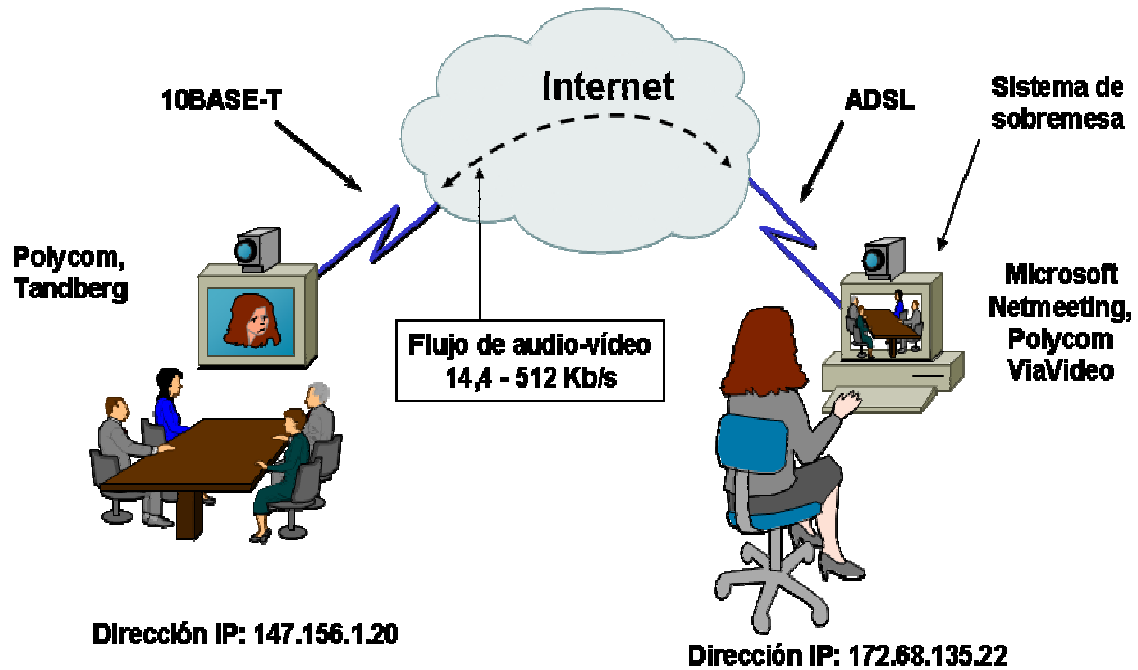 Internet
10BASE-T
ADSL
Sistema de
sobremesa
Polycom,
Tandberg
Flujo de audio-vídeo
14,4 - 512 Kb/s
Microsoft
Netmeeting,
Polycom
ViaVideo
Dirección IP: 147.156.1.20
Dirección IP: 172.68.135.22